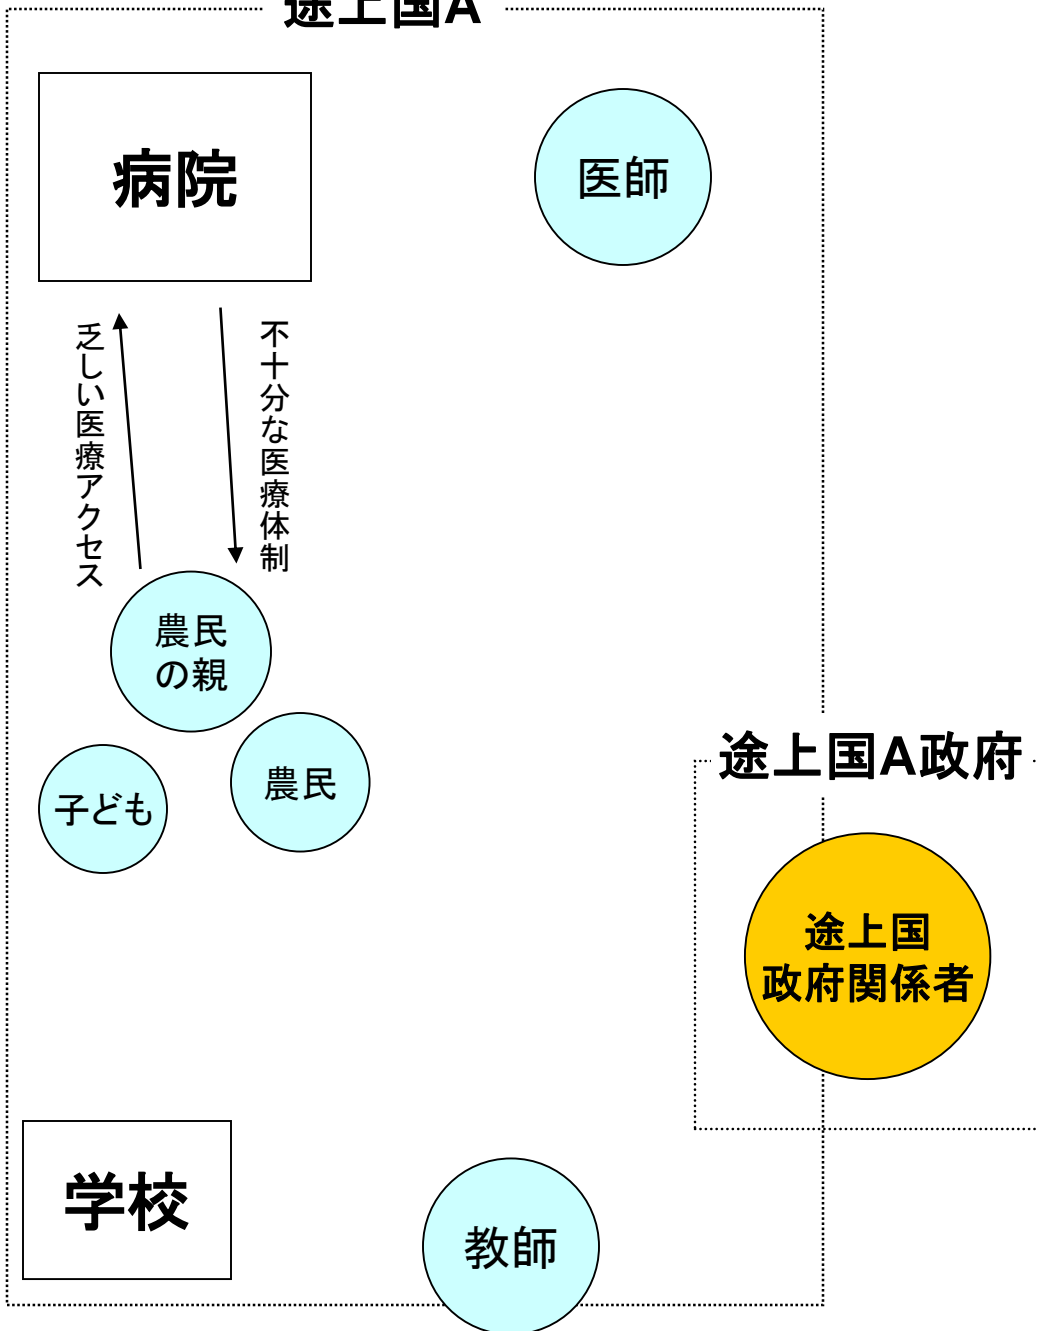 途上国A
病院
医師
乏しい医療アクセス
不十分な医療体制
農民
の親
農民
子ども
途上国A政府
途上国
政府関係者
学校
教師